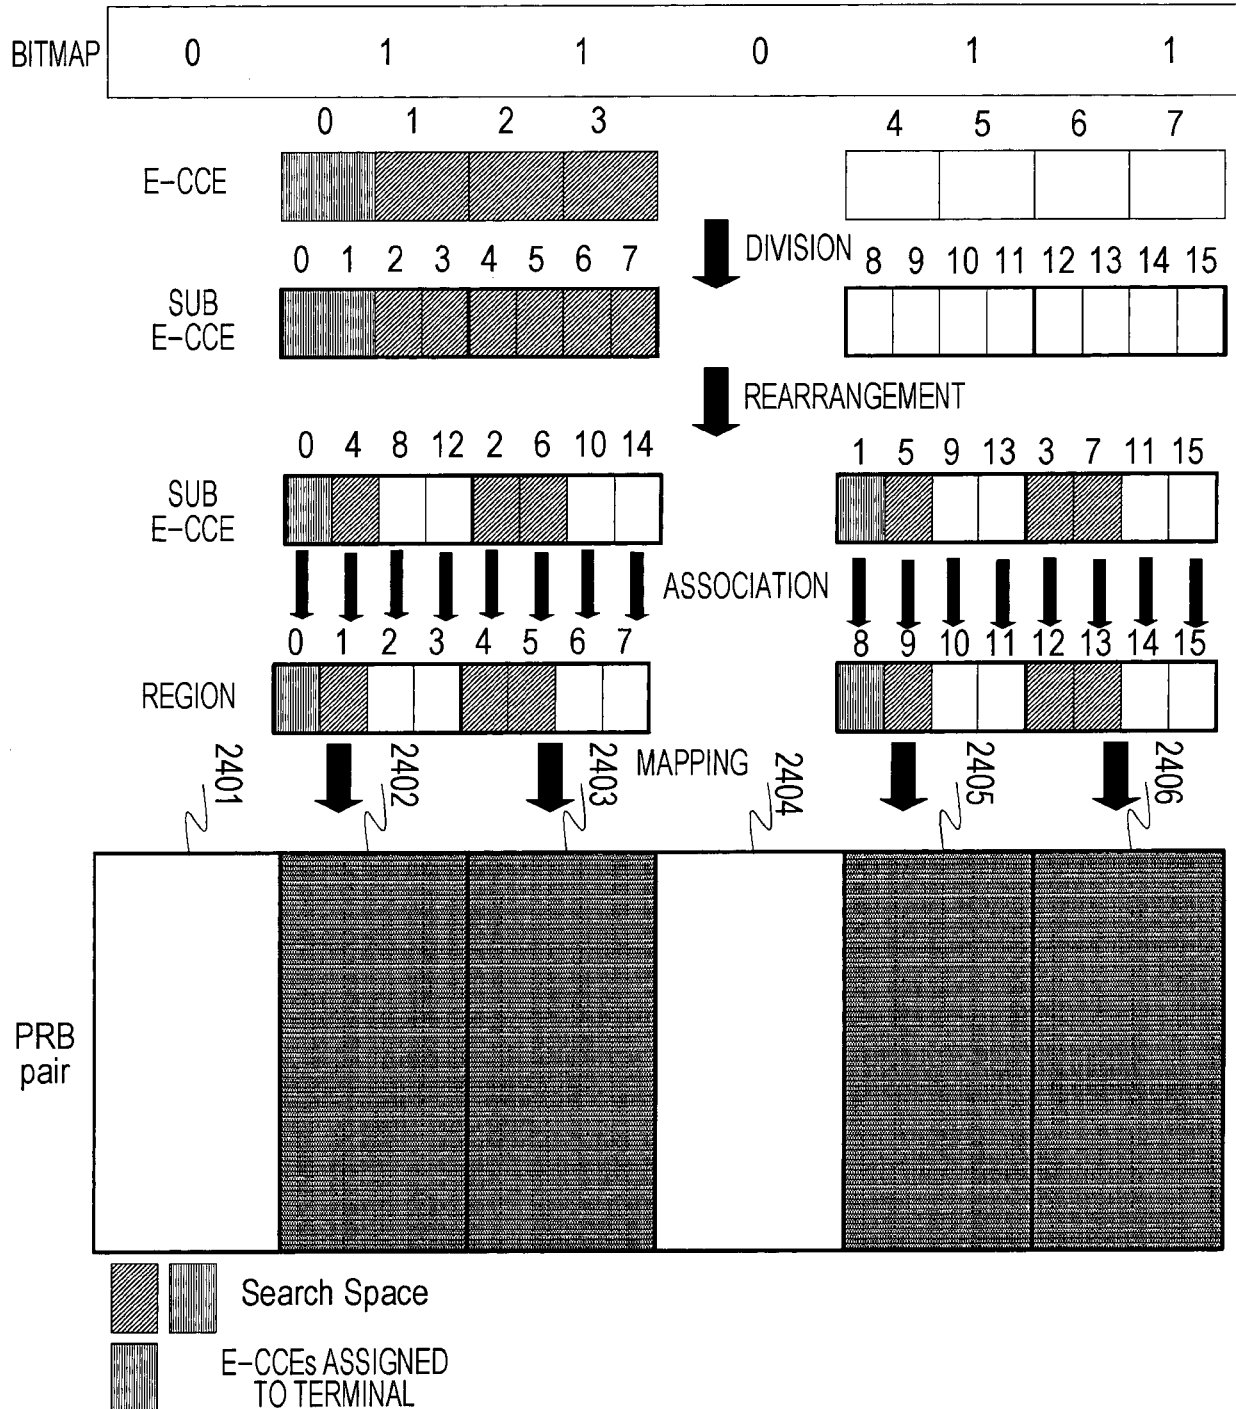 BITMAP 0 1 1 0 1 1
0 1 2 3 4 5 6 7
E-CCE
DIVISION
0 1 2 3 4 5 6 7 8 9 10 11 12 13 14 15
SUB
E-CCE
REARRANGEMENT
0 4 8 12 2 6 10 14 1 5 9 13 3 7 11 15
SUB
E-CCE
ASSOCIATION
0 1 2 3 4 5 6 7 8 9 10 11 12 13 14 15
REGION
MAPPING
2401 2402 2403 2404 2405 2406
PRB
pair
Search Space
E-CCEs ASSIGNED
TO TERMINAL